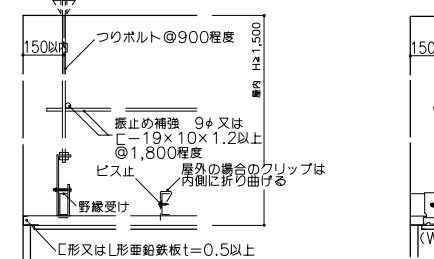 つりボルト@900程度
150以内
屋内 H≧1,500
振止め補強 9φ又は
[-19×10×1.2以上
@1,800程度
ビス止
屋外の場合のクリップは
内側に折り曲げる
野縁受け
[形又はL形亜鉛鉄板t=0.5以上
150
(W